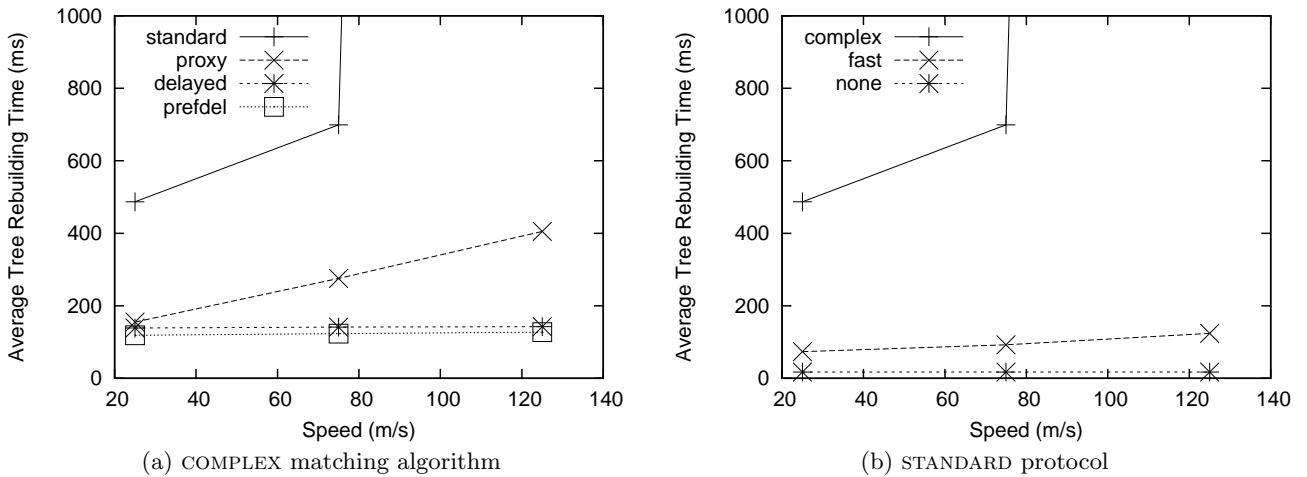 Average Tree Rebuilding Time (ms)
1000
800
600
400
200
0
standard
proxy
delayed
prefdel
20 40 60 80 100 120 140
Speed (m/s)
(a) COMPLEX matching algorithm
Average Tree Rebuilding Time (ms)
1000
800
600
400
200
0
complex
fast
none
20 40 60 80 100 120 140
Speed (m/s)
(b) STANDARD protocol